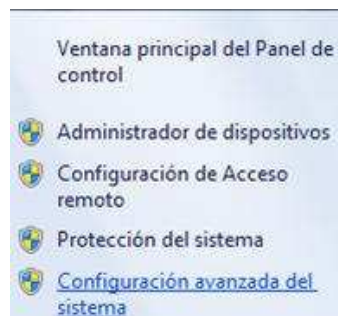 Ventana principal del Panel de
control
Administrador de dispositivos
Configuración de Acceso
remoto
Protección del sistema
Configuración avanzada del
sistema